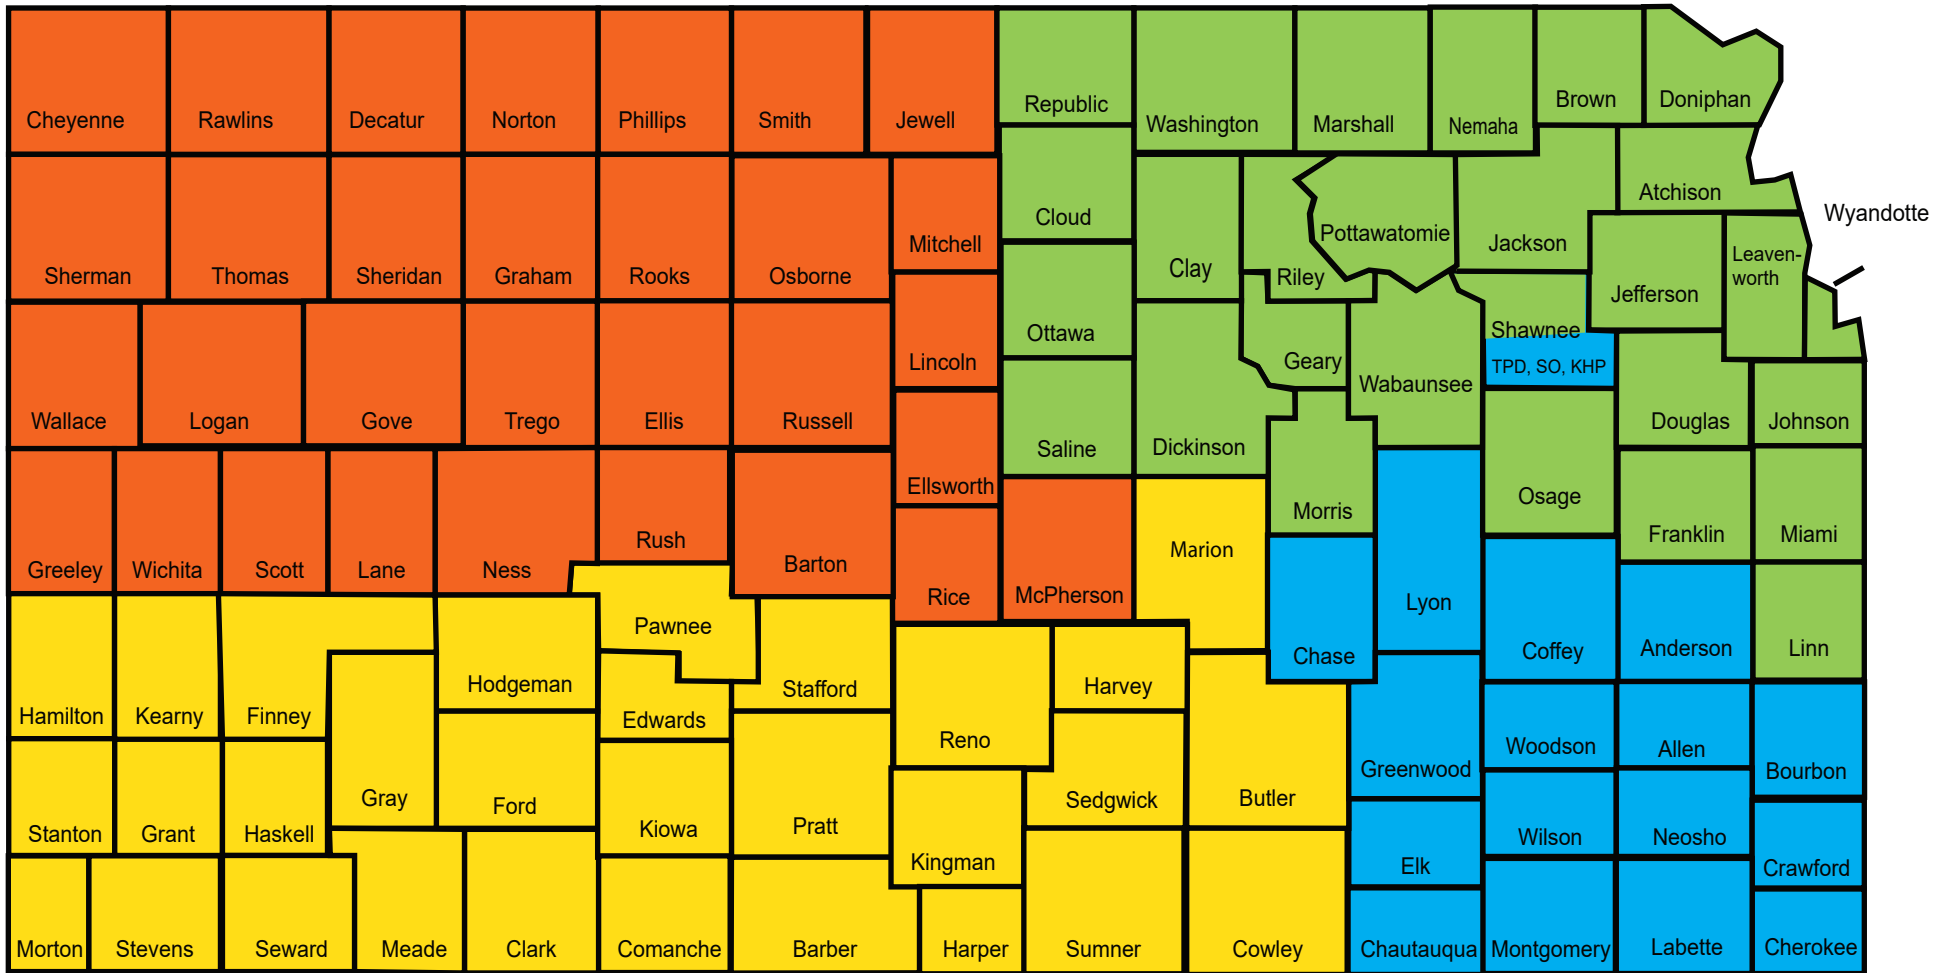 Cheyenne
Rawlins
Decatur
Norton
Phillips
Smith
Jewell
Republic
Washington
Marshall
Nemaha
Brown
Doniphan
Sherman
Thomas
Sheridan
Graham
Rooks
Osborne
Mitchell
Cloud
Clay
Riley
Pottawatomie
Jackson
Atchison
Wyandotte
Leaven-
worth
Jefferson
Shawnee
TPD, SO, KHP
Wallace
Logan
Gove
Trego
Ellis
Russell
Lincoln
Ottawa
Geary
Wabaunsee
Douglas
Johnson
Ellsworth
Saline
Dickinson
Morris
Osage
Franklin
Miami
Greeley
Wichita
Scott
Lane
Ness
Rush
Barton
Rice
McPherson
Marion
Chase
Lyon
Coffey
Anderson
Linn
Hamilton
Kearny
Finney
Hodgeman
Pawnee
Edwards
Stafford
Reno
Harvey
Gray
Ford
Kiowa
Pratt
Kingman
Sedgwick
Butler
Greenwood
Woodson
Allen
Bourbon
Stanton
Grant
Haskell
Elk
Wilson
Neosho
Crawford
Morton
Stevens
Seward
Meade
Clark
Comanche
Barber
Harper
Sumner
Cowley
Chautauqua
Montgomery
Labette
Cherokee